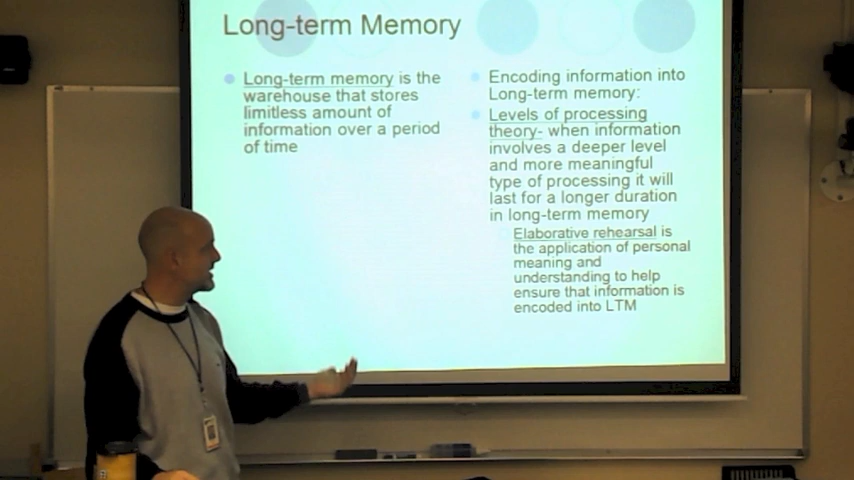 Long-term Memory
Long-term memory is the
warehouse that stores
limitless amount of
information over a period
of time
Encoding information into
Long-term memory:
Levels of processing
theory- when information
involves a deeper level
and more meaningful
type of processing it will
last for a longer duration
in long-term memory
Elaborative rehearsal is
the application of personal
meaning and
understanding to help
ensure that information is
encoded into LTM